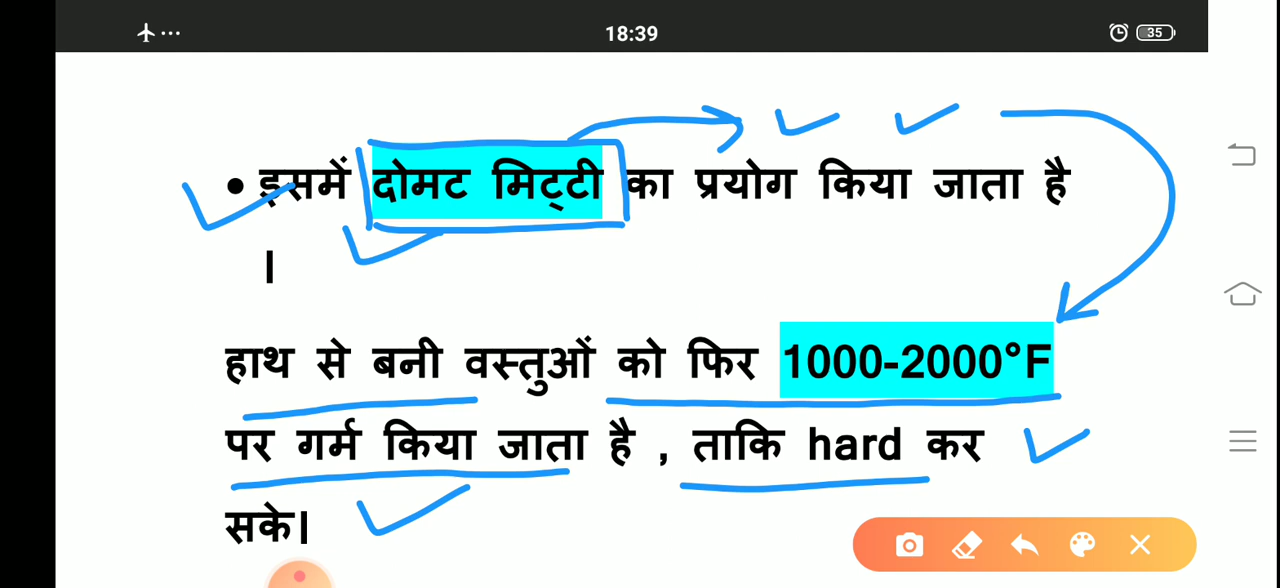 18:39
35
• इसमें दोमट मिट्टी का प्रयोग किया जाता है
।
हाथ से बनी वस्तुओं को फिर 1000-2000°F
पर गर्म किया जाता है , ताकि hard कर
सके।